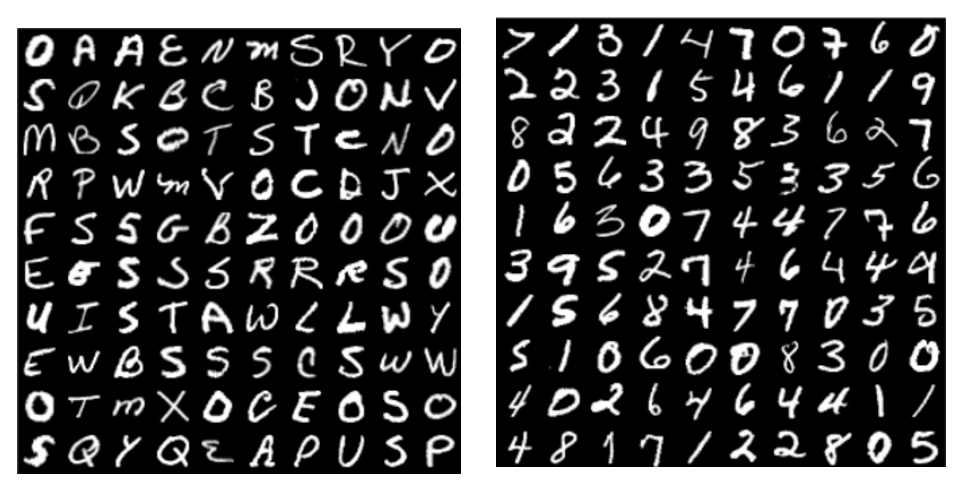 O A A E N m S R Y O
S Q K B C B J O N V
M B S O T S T C N O
R P W m V O C D J X
F S S G B Z O O O U
E S S S R R R S O
U I S T A W L L W Y
E W B S S S C S W W
O T m X O C E O S O
S Q Y Q E A P U S P
7 1 3 1 4 7 0 7 6 0
2 2 3 1 5 4 6 1 1 9
8 2 2 4 9 8 3 6 2 7
0 5 6 3 3 5 3 3 5 6
1 6 3 0 7 4 4 7 7 6
3 9 5 2 7 4 6 4 4 9
1 5 6 8 4 7 7 0 3 5
5 1 0 6 0 0 8 3 0 0
4 0 2 6 4 6 4 4 1 1
4 8 1 7 1 2 2 8 0 5